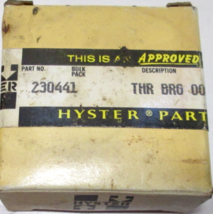 THIS IS AN APPROVED
PART NO. BULK PACK DESCRIPTION
230441 THR BRG 00
HYSTER ® PART